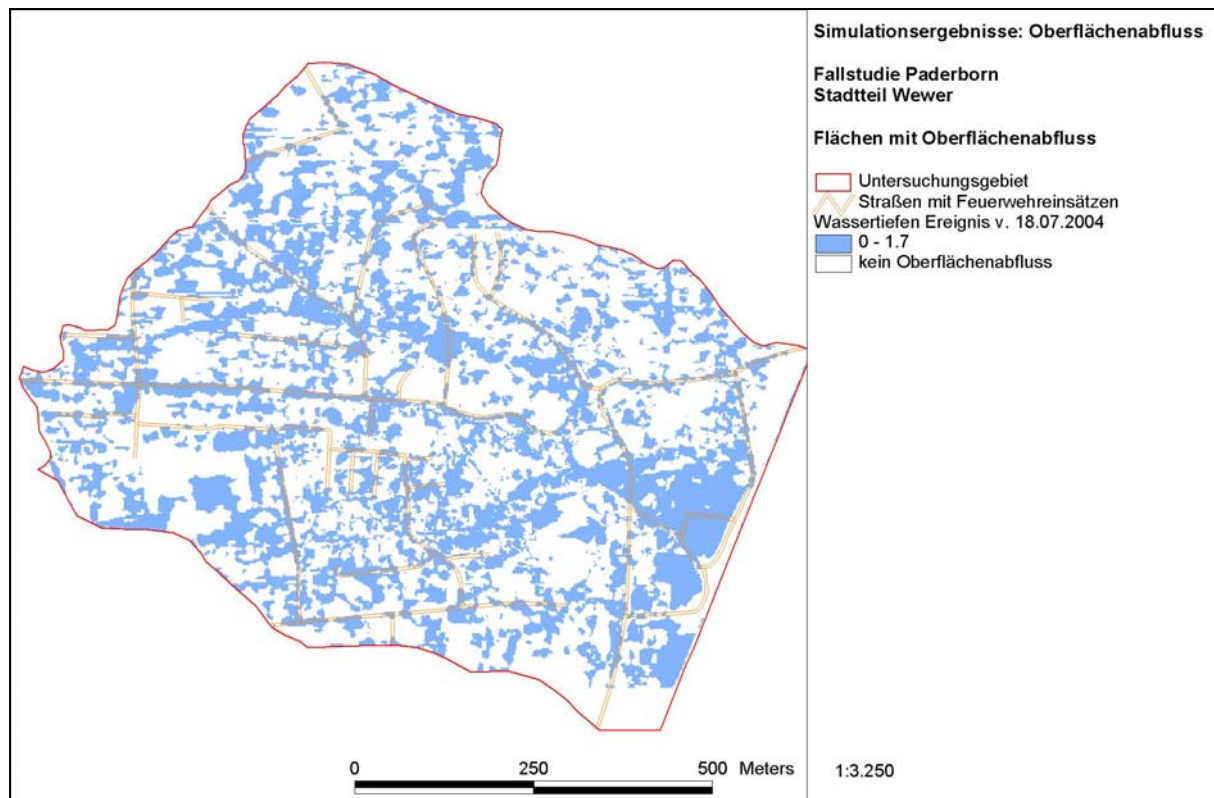 Simulationsergebnisse: Oberflächenabfluss
Fallstudie Paderborn
Stadtteil Wewer
Flächen mit Oberflächenabfluss
Untersuchungsgebiet
Straßen mit Feuerwehreinsätzen
Wassertiefen Ereignis v. 18.07.2004
0 - 1.7
kein Oberflächenabfluss
0 250 500 Meters
1:3.250